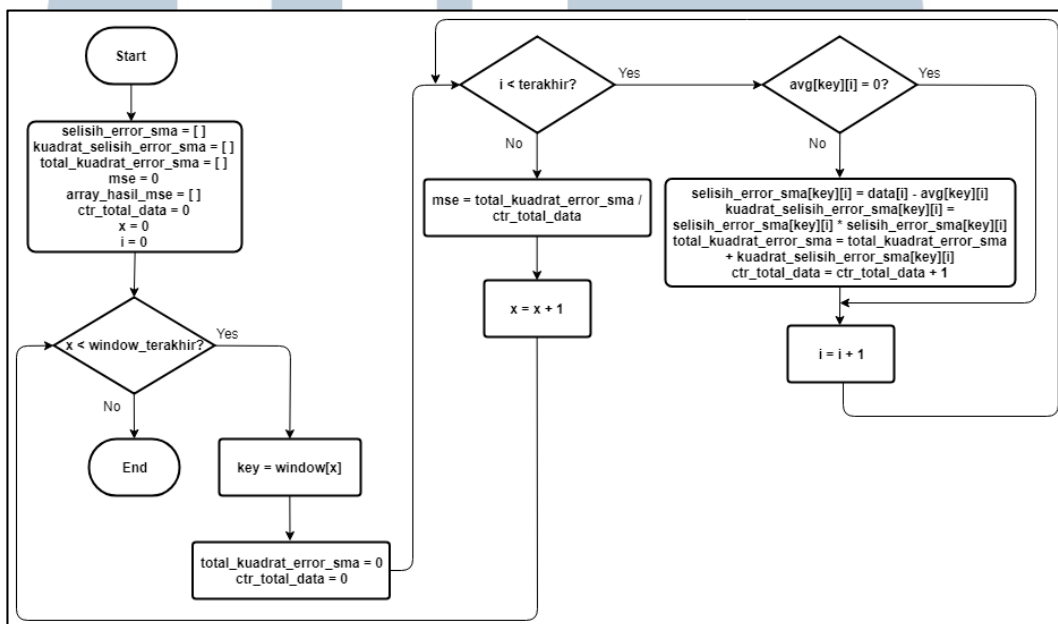 Start
selisih_error_sma = [ ]
kuadrat_selisih_error_sma = [ ]
total_kuadrat_error_sma = [ ]
mse = 0
array_hasil_mse = [ ]
ctr_total_data = 0
x = 0
i = 0
x < window_terakhir?
Yes
No
End
key = window[x]
total_kuadrat_error_sma = 0
ctr_total_data = 0
i < terakhir?
Yes
No
mse = total_kuadrat_error_sma /
ctr_total_data
x = x + 1
avg[key][i] = 0?
Yes
No
selisih_error_sma[key][i] = data[i] - avg[key][i]
kuadrat_selisih_error_sma[key][i] =
selisih_error_sma[key][i] * selisih_error_sma[key][i]
total_kuadrat_error_sma = total_kuadrat_error_sma
+ kuadrat_selisih_error_sma[key][i]
ctr_total_data = ctr_total_data + 1
i = i + 1